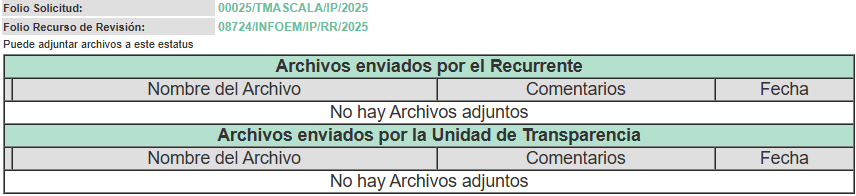 Folio Solicitud: 00025/TMASCALA/IP/2025
Folio Recurso de Revisión: 08724/INFOEM/IP/RR/2025
Puede adjuntar archivos a este estatus
Archivos enviados por el Recurrente
Nombre del Archivo Comentarios Fecha
No hay Archivos adjuntos
Archivos enviados por la Unidad de Transparencia
Nombre del Archivo Comentarios Fecha
No hay Archivos adjuntos